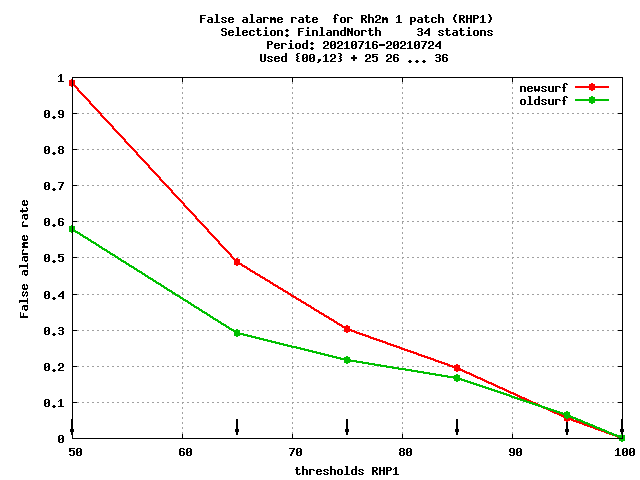 False alarme rate  for Rh2m 1 patch (RHP1)
Selection: FinlandNorth     34 stations
Period: 20210716-20210724
Used {00,12} + 25 26 ... 36
newsurf
oldsurf
1
0.9
0.8
0.7
0.6
0.5
0.4
0.3
0.2
0.1
0
False alarme rate
50 60 70 80 90 100
thresholds RHP1